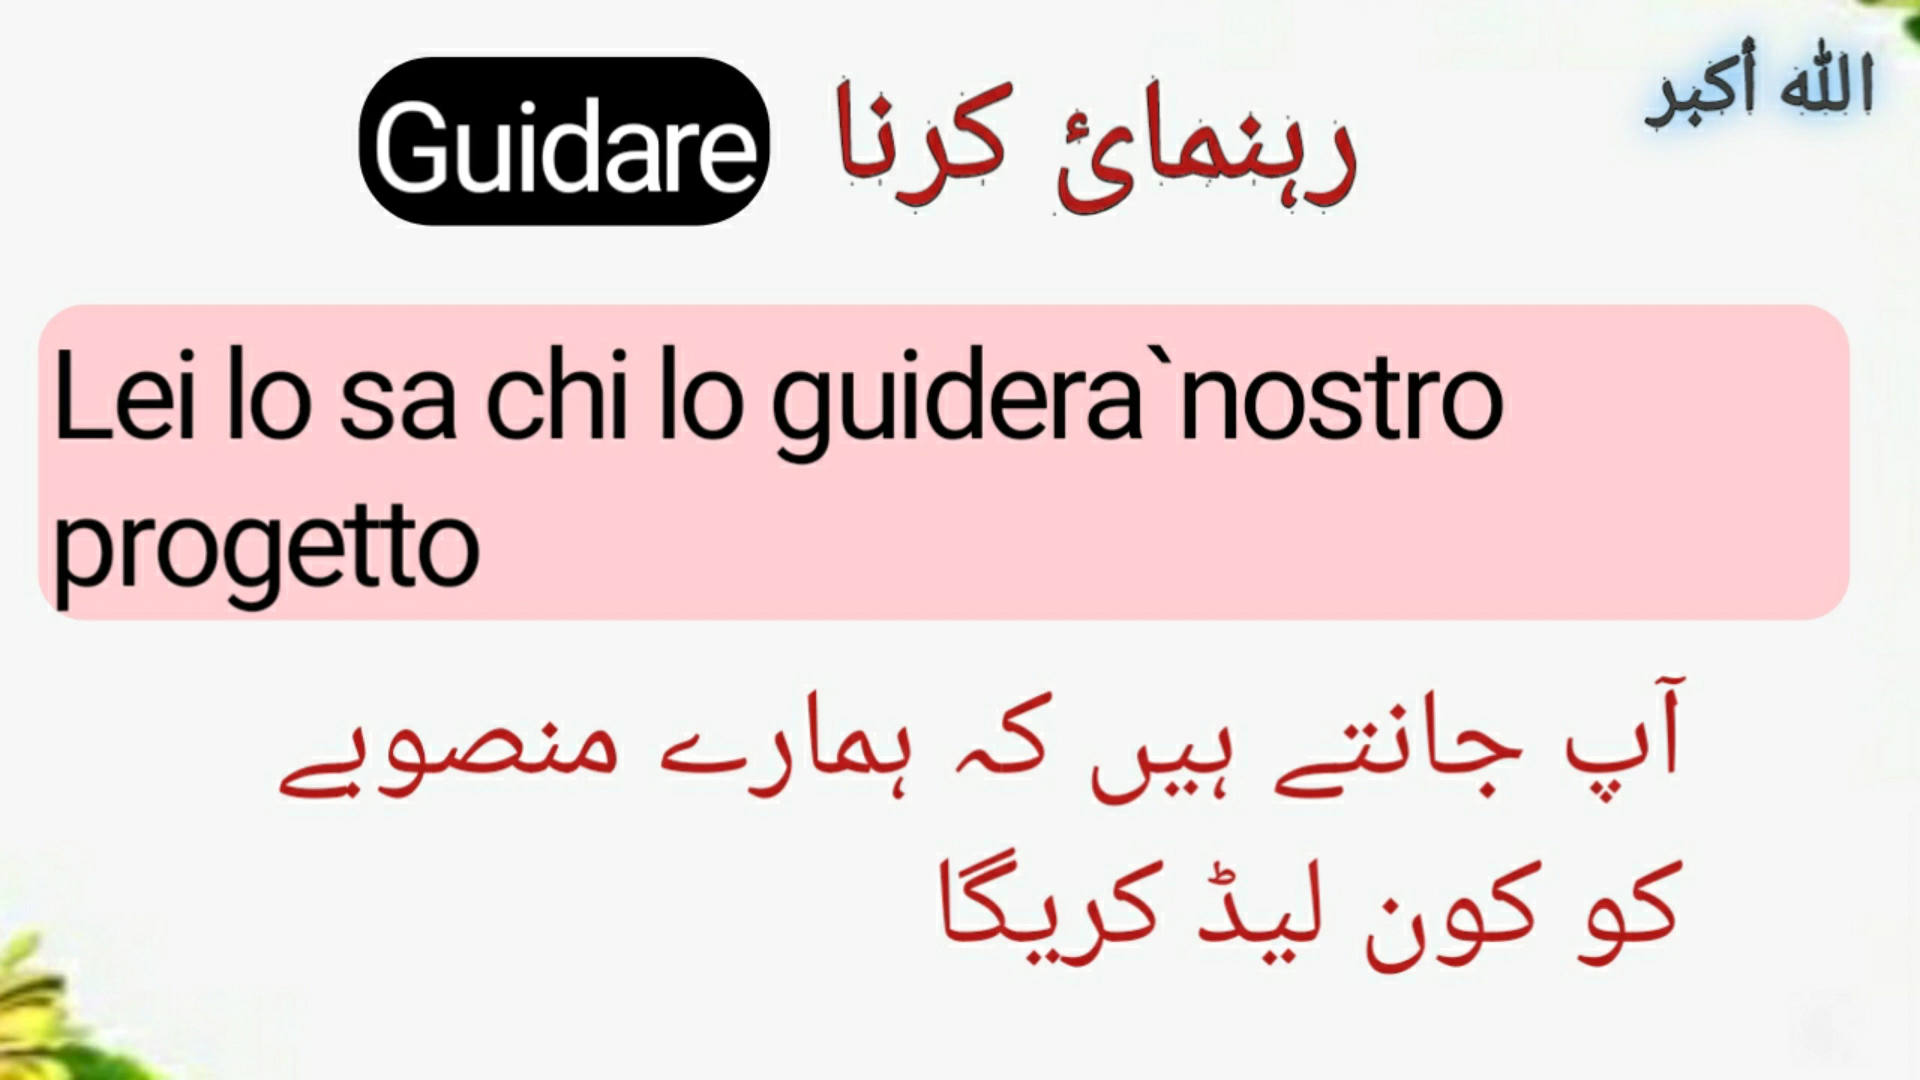 الله أكبر
Guidare رہنمائ کرنا
Lei lo sa chi lo guidera`nostro
progetto
آپ جانتے ہیں کہ ہمارے منصوبے
کو کون لیڈ کریگا